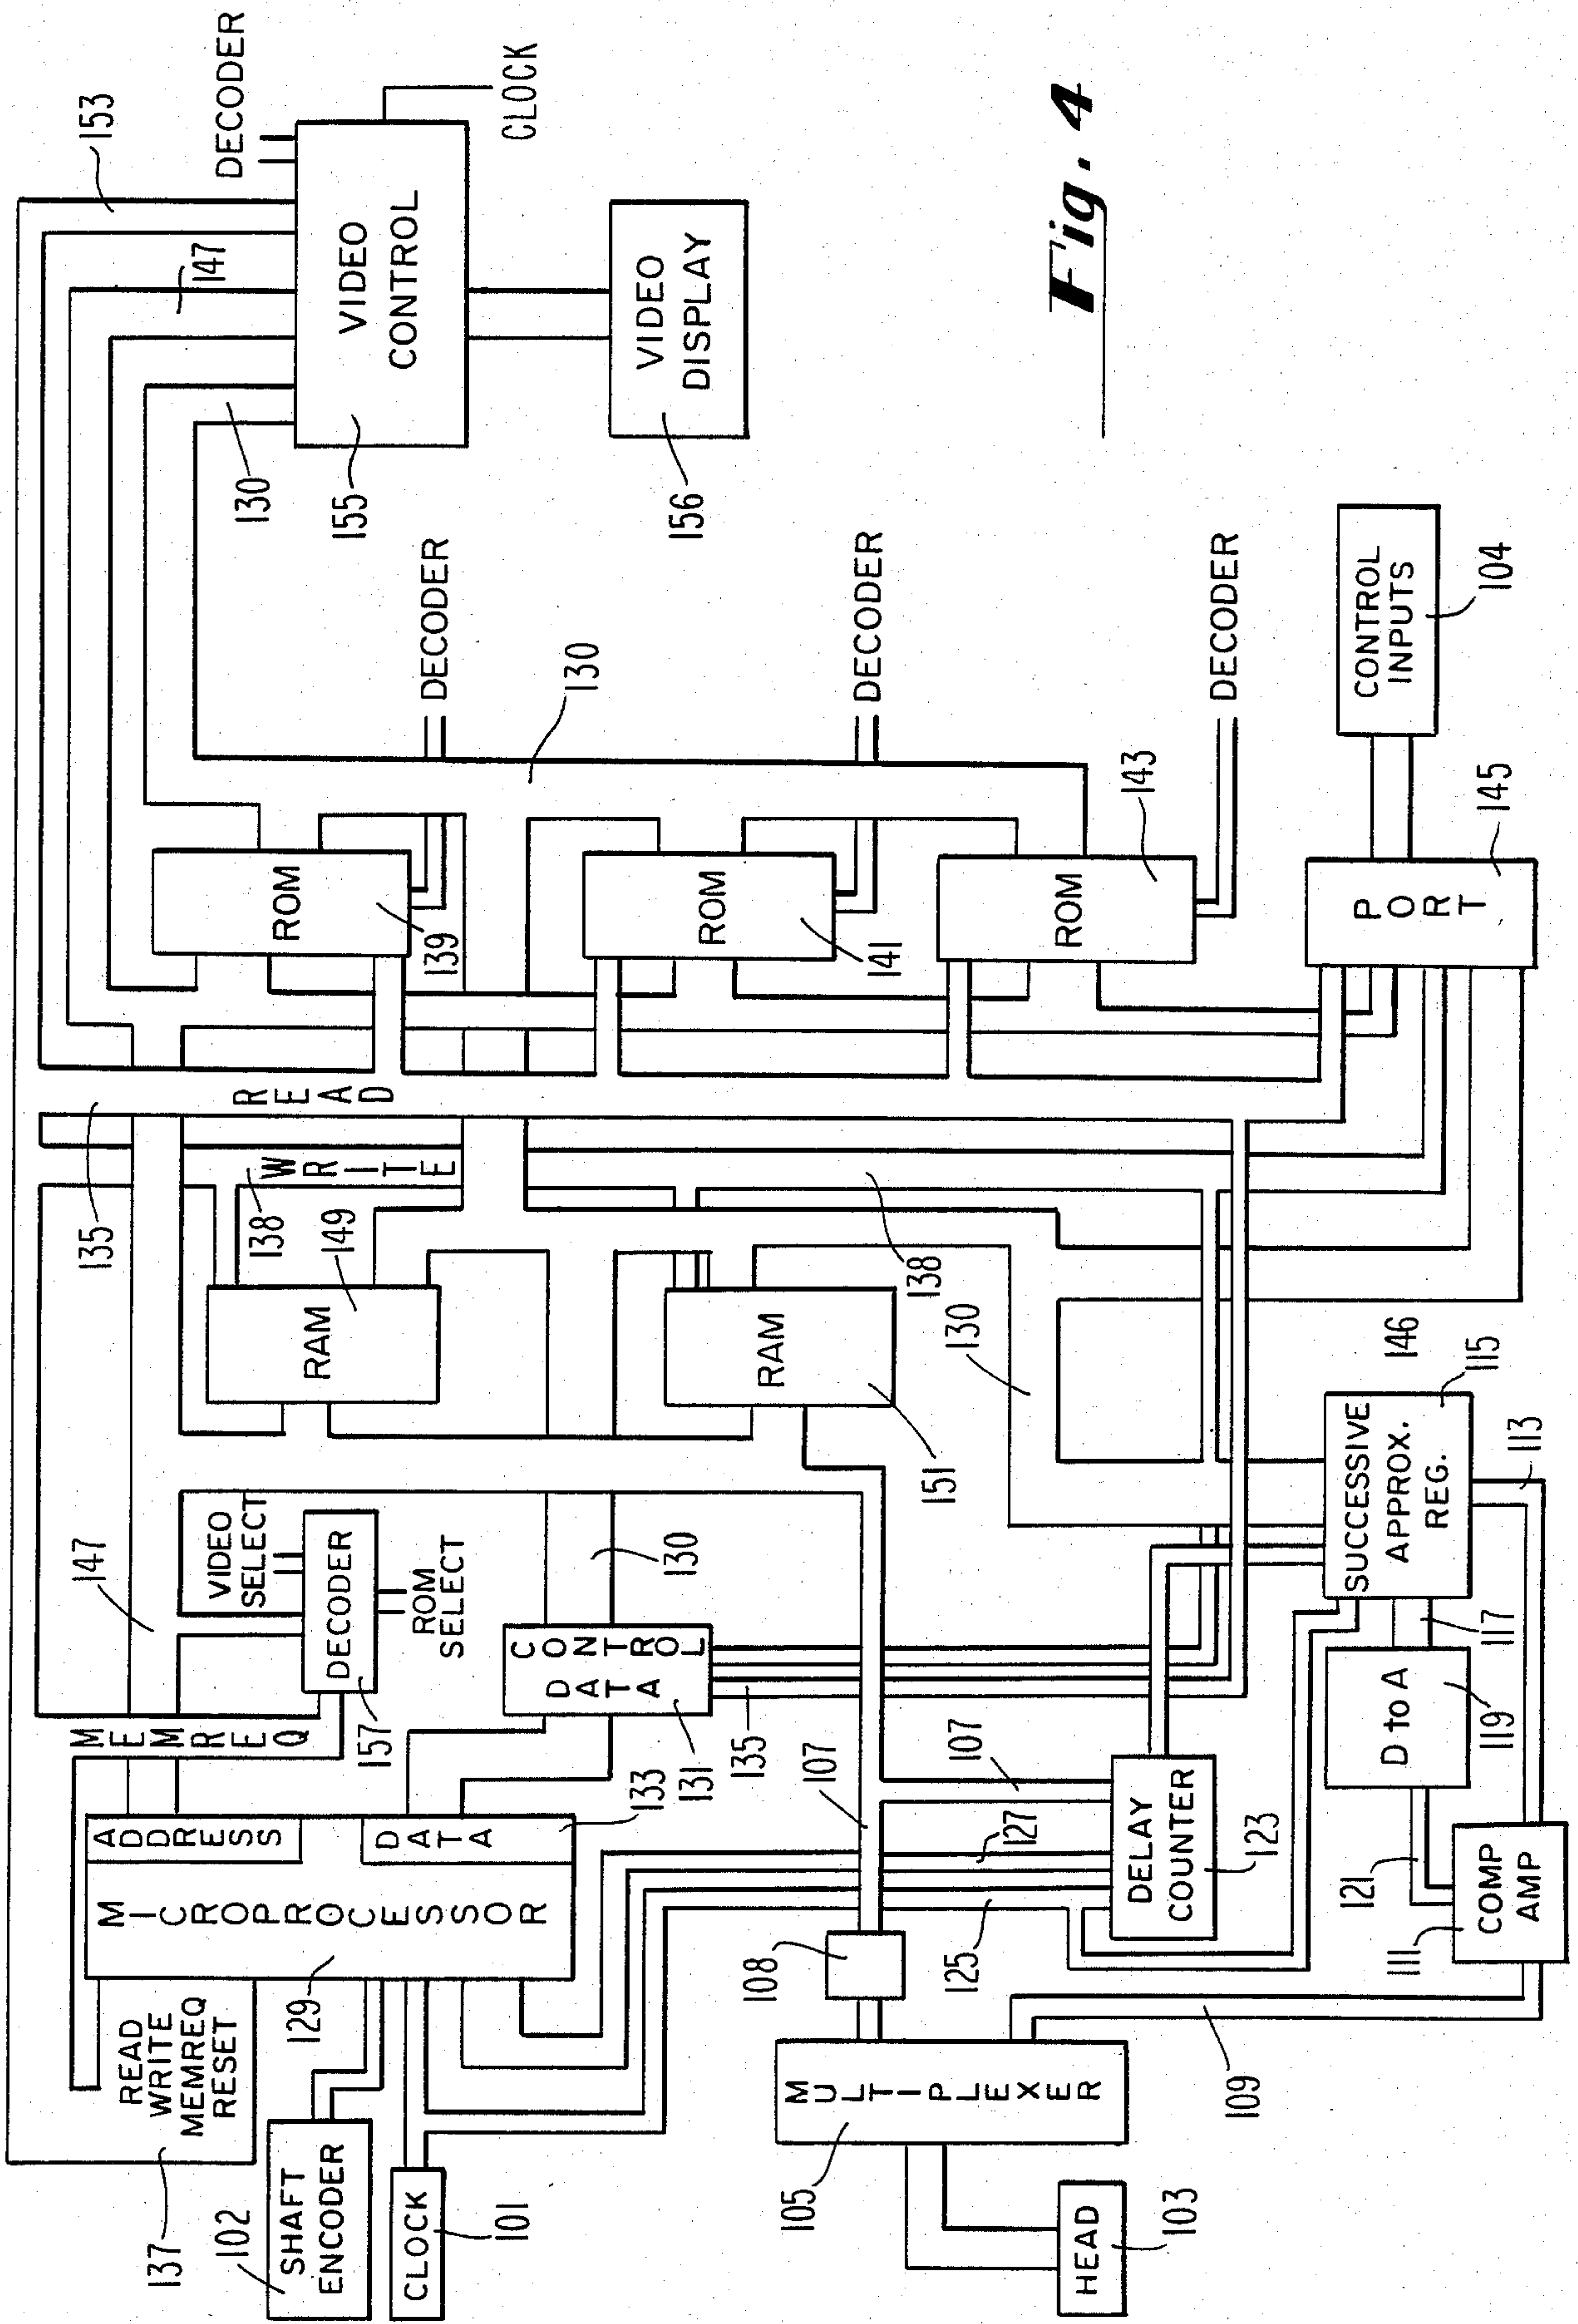 137
READ
WRITE
MEMREQ
RESET
102
SHAFT
ENCODER
CLOCK
101
129
MICROPROCESSOR
ADDRESS
DATA
133
MEMREQ
147
157
DECODER
VIDEO
SELECT
ROM
SELECT
CONTROL
DATA
131
130
135
107
107
127
125
108
105
MULTIPLEXER
HEAD
103
109
DELAY
COUNTER
123
COMP
AMP
111
121
D to A
119
117
113
SUCCESSIVE
APPROX.
REG.
115
146
130
RAM
149
RAM
151
138
WRITE
138
135
READ
ROM
139
ROM
141
ROM
143
PORT
145
CONTROL
INPUTS
104
130
DECODER
DECODER
DECODER
130
147
153
DECODER
CLOCK
VIDEO
CONTROL
155
VIDEO
DISPLAY
156
Fig. 4